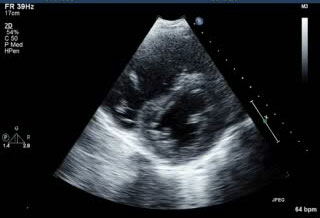 FR 39Hz
17cm
M3
2D
54%
C 50
P Med
HPen
G
P R
1.4 2.8
JPEG
64 bpm